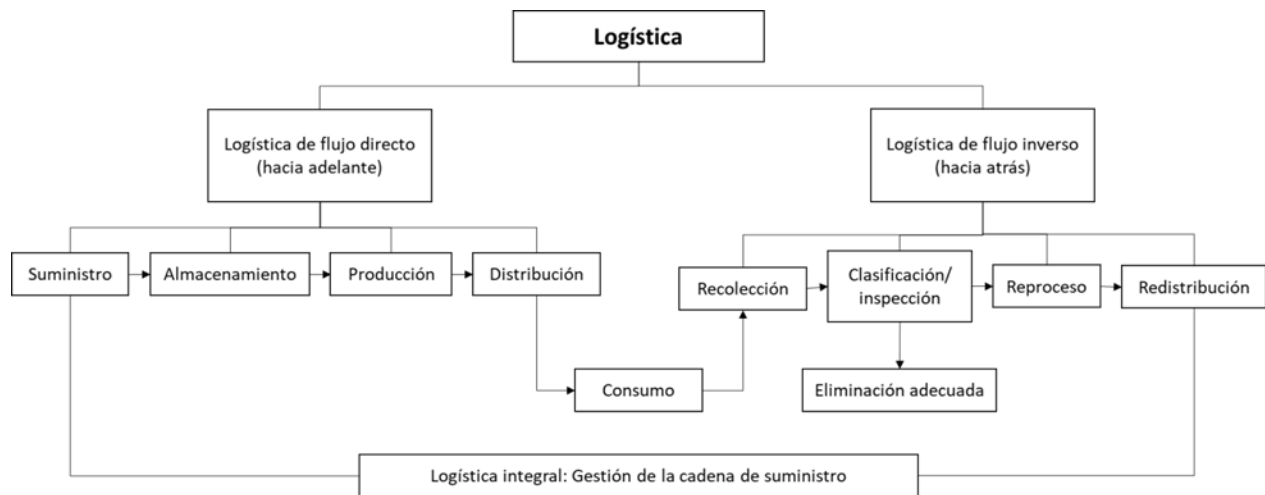 Logística
Logística de flujo directo
(hacia adelante)
Logística de flujo inverso
(hacia atrás)
Suministro
Almacenamiento
Producción
Distribución
Recolección
Clasificación/
inspección
Reproceso
Redistribución
Consumo
Eliminación adecuada
Logística integral: Gestión de la cadena de suministro